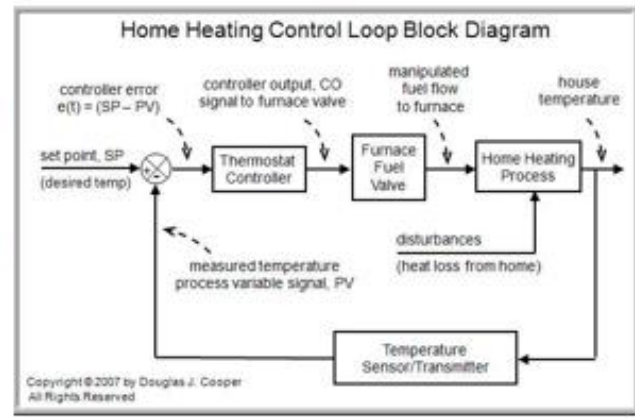 Home Heating Control Loop Block Diagram
controller error
e(t) = (SP – PV)
controller output, CO
signal to furnace valve
manipulated
fuel flow
to furnace
house
temperature
set point, SP
(desired temp)
+
-
Thermostat
Controller
Furnace
Fuel
Valve
Home Heating
Process
disturbances
(heat loss from home)
measured temperature
process variable signal, PV
Temperature
Sensor/Transmitter
Copyright © 2007 by Douglas J. Cooper
All Rights Reserved